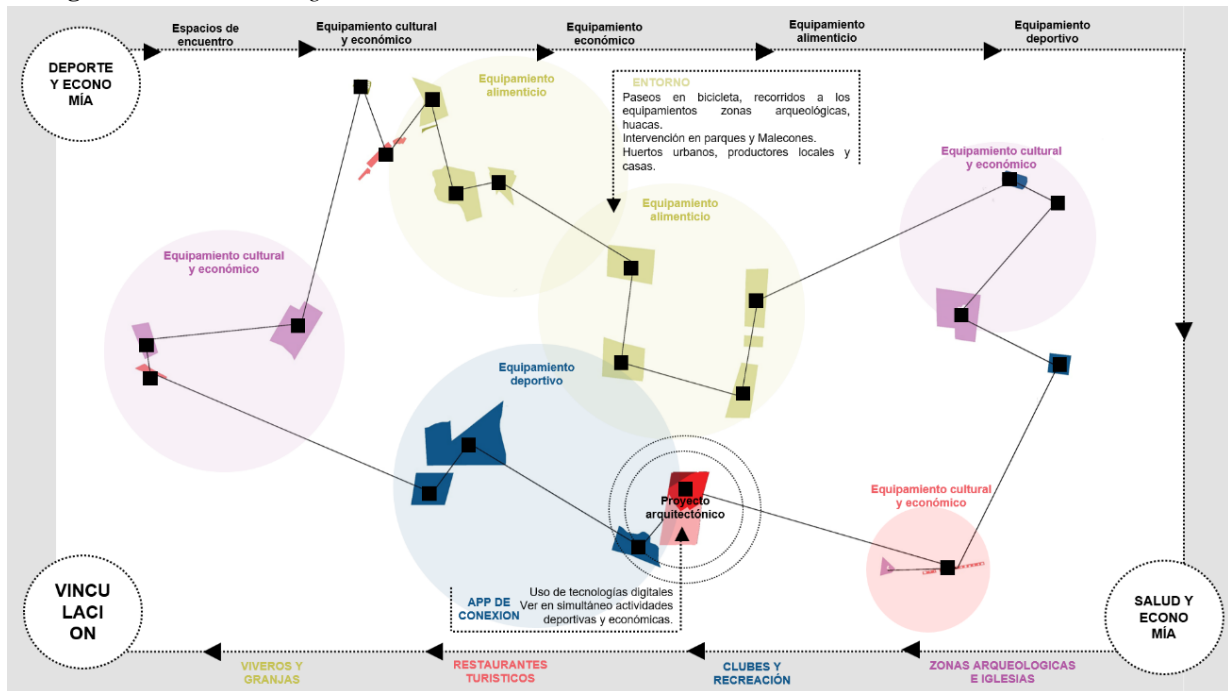 Espacios de
encuentro
Equipamiento cultural
y económico
Equipamiento
económico
Equipamiento
alimenticio
Equipamiento
deportivo
DEPORTE
Y ECONO
MÍA
Equipamiento
alimenticio
ENTORNO
Paseos en bicicleta, recorridos a los
equipamientos zonas arqueológicas,
huacas.
Intervención en parques y Malecones.
Huertos urbanos, productores locales y
casas.
Equipamiento cultural
y económico
Equipamiento
alimenticio
Equipamiento cultural
y económico
Equipamiento
deportivo
Equipamiento cultural
y económico
Proyecto
arquitectónico
VINCU
LACI
ON
APP DE
CONEXION
Uso de tecnologías digitales
Ver en simultáneo actividades
deportivas y económicas.
SALUD Y
ECONO
MÍA
VIVEROS Y
GRANJAS
RESTAURANTES
TURISTICOS
CLUBES Y
RECREACIÓN
ZONAS ARQUEOLOGICAS
E IGLESIAS